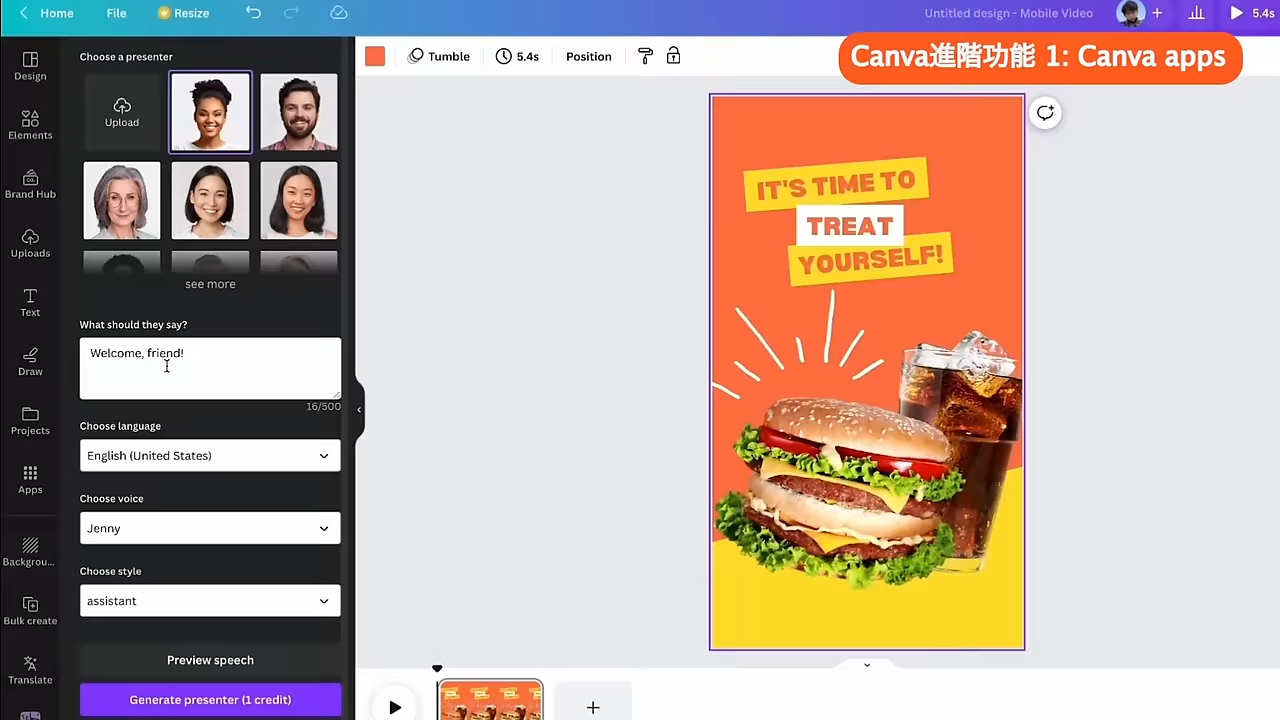 Home File Resize Untitled design - Mobile Video 5.4s
Tumble 5.4s Position
Canva進階功能 1: Canva apps
Design
Elements
Brand Hub
Uploads
Text
Draw
Projects
Apps
Backgrou...
Bulk create
Translate
Choose a presenter
Upload
see more
What should they say?
Welcome, friend!
16/500
Choose language
English (United States)
Choose voice
Jenny
Choose style
assistant
Preview speech
Generate presenter (1 credit)
IT'S TIME TO
TREAT
YOURSELF!